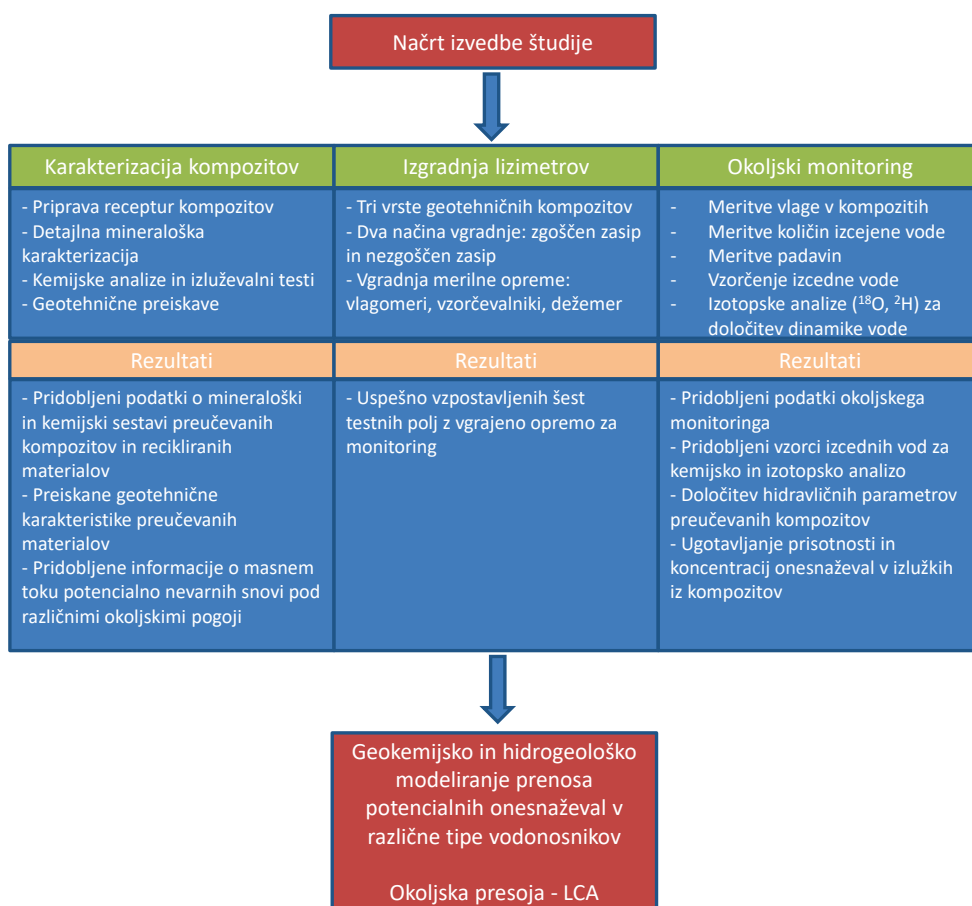 Načrt izvedbe študije
Karakterizacija kompozitov
- Priprava receptur kompozitov
- Detajlna mineraloška
karakterizacija
- Kemijske analize in izluževalni testi
- Geotehnične preiskave
Izgradnja lizimetrov
- Tri vrste geotehničnih kompozitov
- Dva načina vgradnje: zgoščen zasip
in nezgoščen zasip
- Vgradnja merilne opreme:
vlagomeri, vzorčevalniki, dežemer
Okoljski monitoring
- Meritve vlage v kompozitih
- Meritve količin izcejene vode
- Meritve padavin
- Vzorčenje izcedne vode
- Izotopske analize (¹⁸O, ²H) za
določitev dinamike vode
Rezultati
- Pridobljeni podatki o mineraloški
in kemijski sestavi preučevanih
kompozitov in recikliranih
materialov
- Preiskane geotehnične
karakteristike preučevanih
materialov
- Pridobljene informacije o masnem
toku potencialno nevarnih snovi pod
različnimi okoljskimi pogoji
Rezultati
- Uspešno vzpostavljenih šest
testnih polj z vgrajeno opremo za
monitoring
Rezultati
- Pridobljeni podatki okoljskega
monitoringa
- Pridobljeni vzorci izcednih vod za
kemijsko in izotopsko analizo
- Določitev hidravličnih parametrov
preučevanih kompozitov
- Ugotavljanje prisotnosti in
koncentracij onesnaževal v izlužkih
iz kompozitov
Geokemijsko in hidrogeološko
modeliranje prenosa
potencialnih onesnaževal v
različne tipe vodonosnikov
Okoljska presoja - LCA